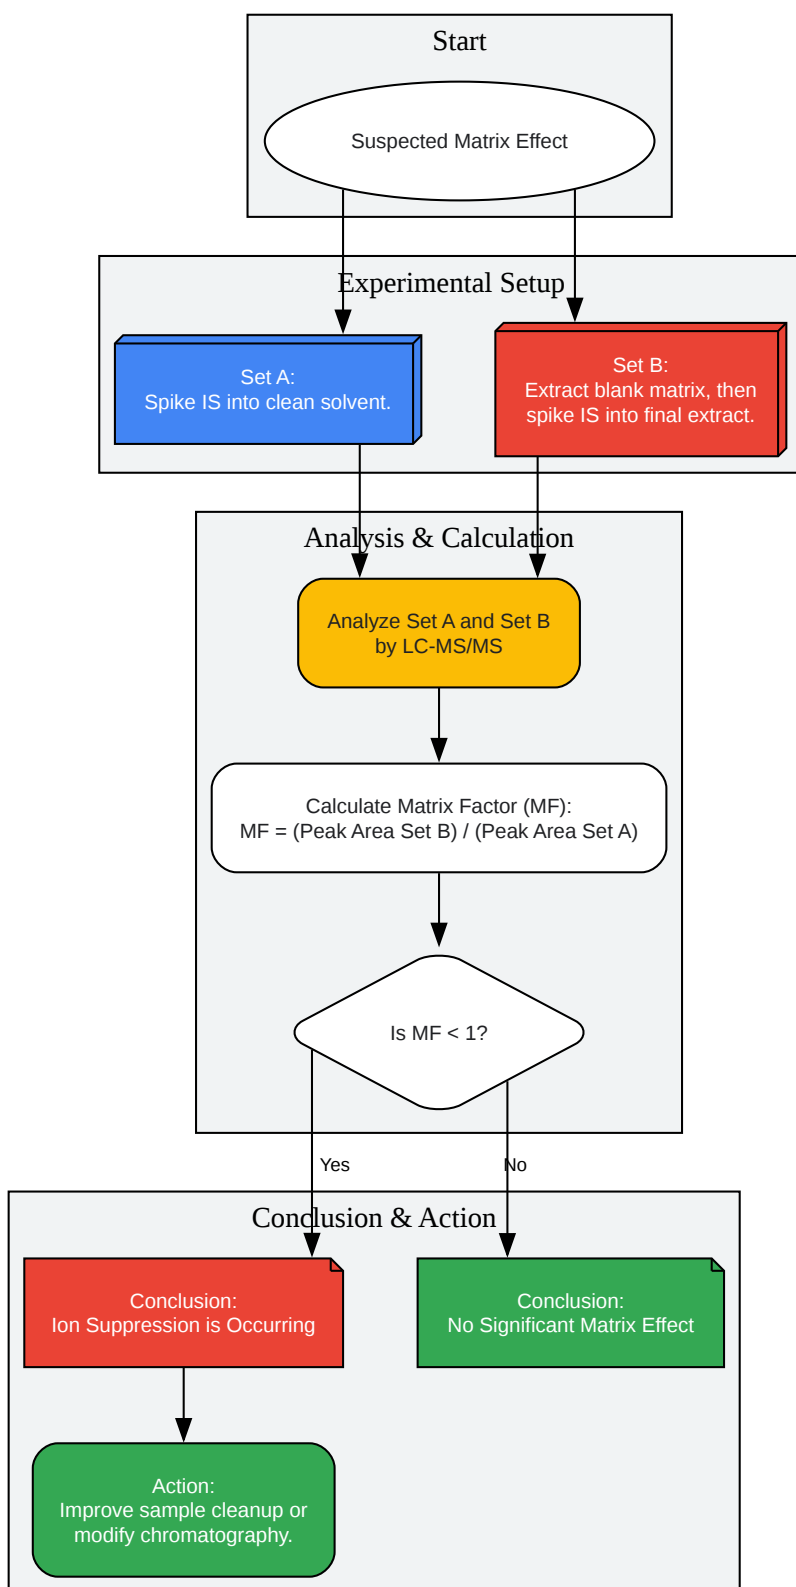 Start
Suspected Matrix Effect
Experimental Setup
Set A:
Spike IS into clean solvent.
Set B:
Extract blank matrix, then
spike IS into final extract.
Analysis & Calculation
Analyze Set A and Set B
by LC-MS/MS
Calculate Matrix Factor (MF):
MF = (Peak Area Set B) / (Peak Area Set A)
Is MF < 1?
Yes
No
Conclusion & Action
Conclusion:
Ion Suppression is Occurring
Conclusion:
No Significant Matrix Effect
Action:
Improve sample cleanup or
modify chromatography.